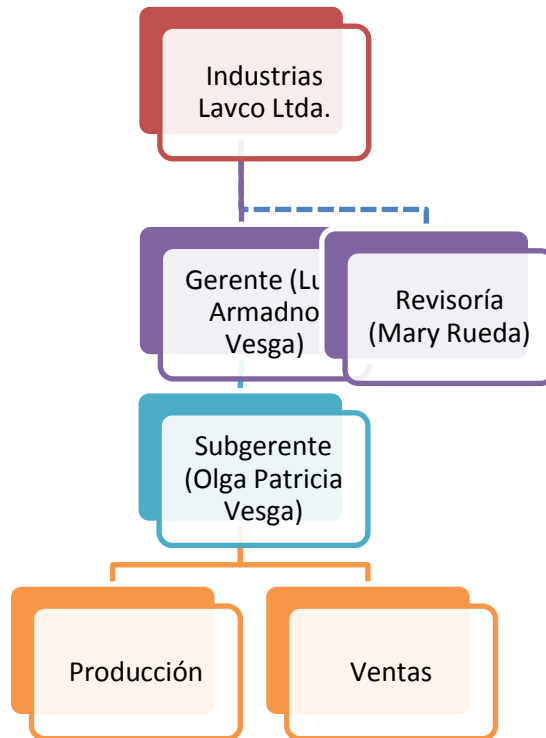 Industrias
Lavco Ltda.
Gerente (Lu
Armadno
Vesga)
Revisoría
(Mary Rueda)
Subgerente
(Olga Patricia
Vesga)
Producción
Ventas